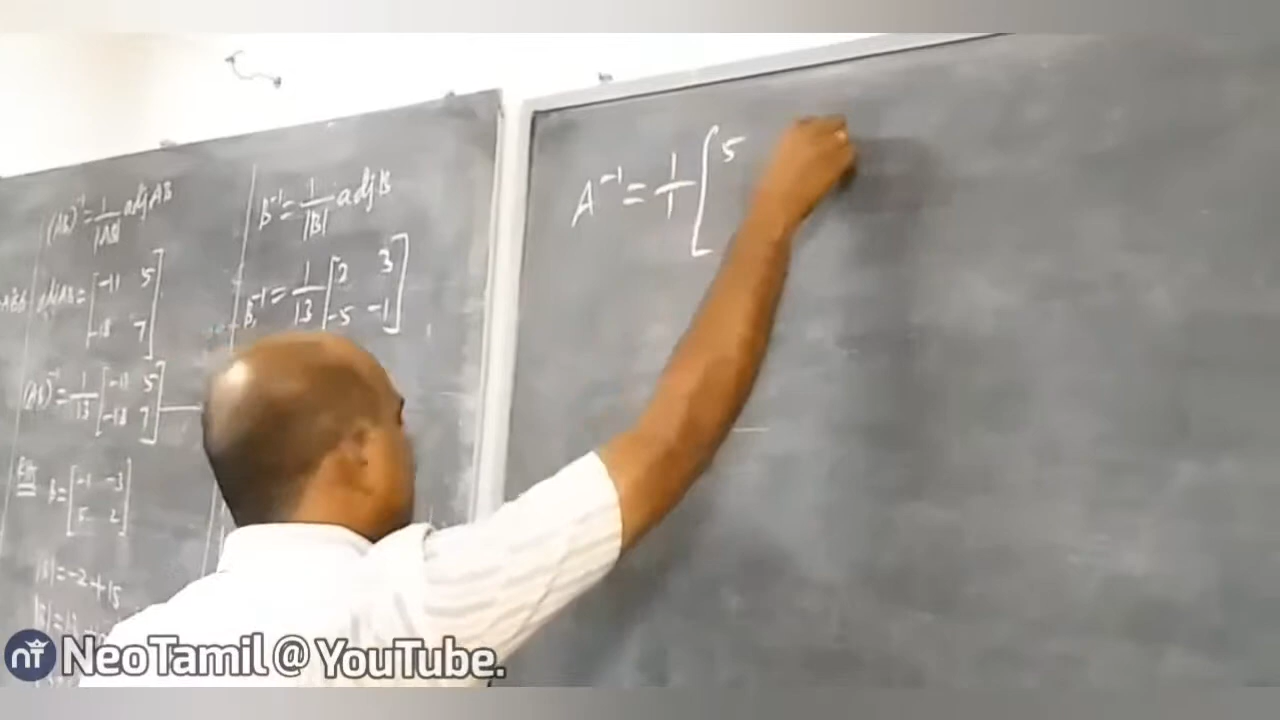 (AB)⁻¹ = 1/|AB| adj AB
adj AB = [-11 5
-18 7]
(AB)⁻¹ = 1/13 [-11 5
-18 7]
B = [-1 -3
5 2]
|B| = -2 + 15
B⁻¹ = 1/|B| adj B
B⁻¹ = 1/13 [2 3
-5 -1]
A⁻¹ = 1/1 [5
nT NeoTamil @ YouTube.